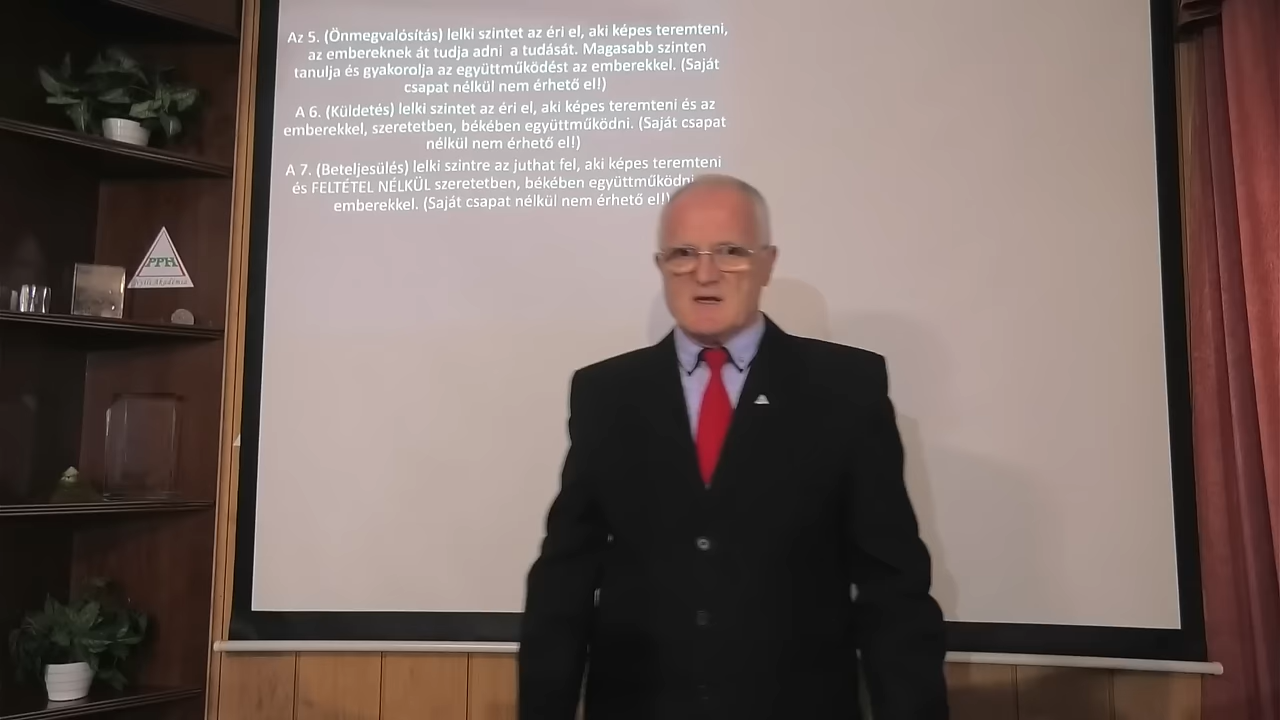 Az 5. (Önmegvalósítás) lelki szintet az éri el, aki képes teremteni,
az embereknek át tudja adni a tudását. Magasabb szinten
tanulja és gyakorolja az együttműködést az emberekkel. (Saját
csapat nélkül nem érhető el!)
A 6. (Küldetés) lelki szintet az éri el, aki képes teremteni és az
emberekkel, szeretetben, békében együttműködni. (Saját csapat
nélkül nem érhető el!)
A 7. (Beteljesülés) lelki szintre az juthat fel, aki képes teremteni
és FELTÉTEL NÉLKÜL szeretetben, békében együttműködni
emberekkel. (Saját csapat nélkül nem érhető el!)
PPH
Nyílt Akadémia